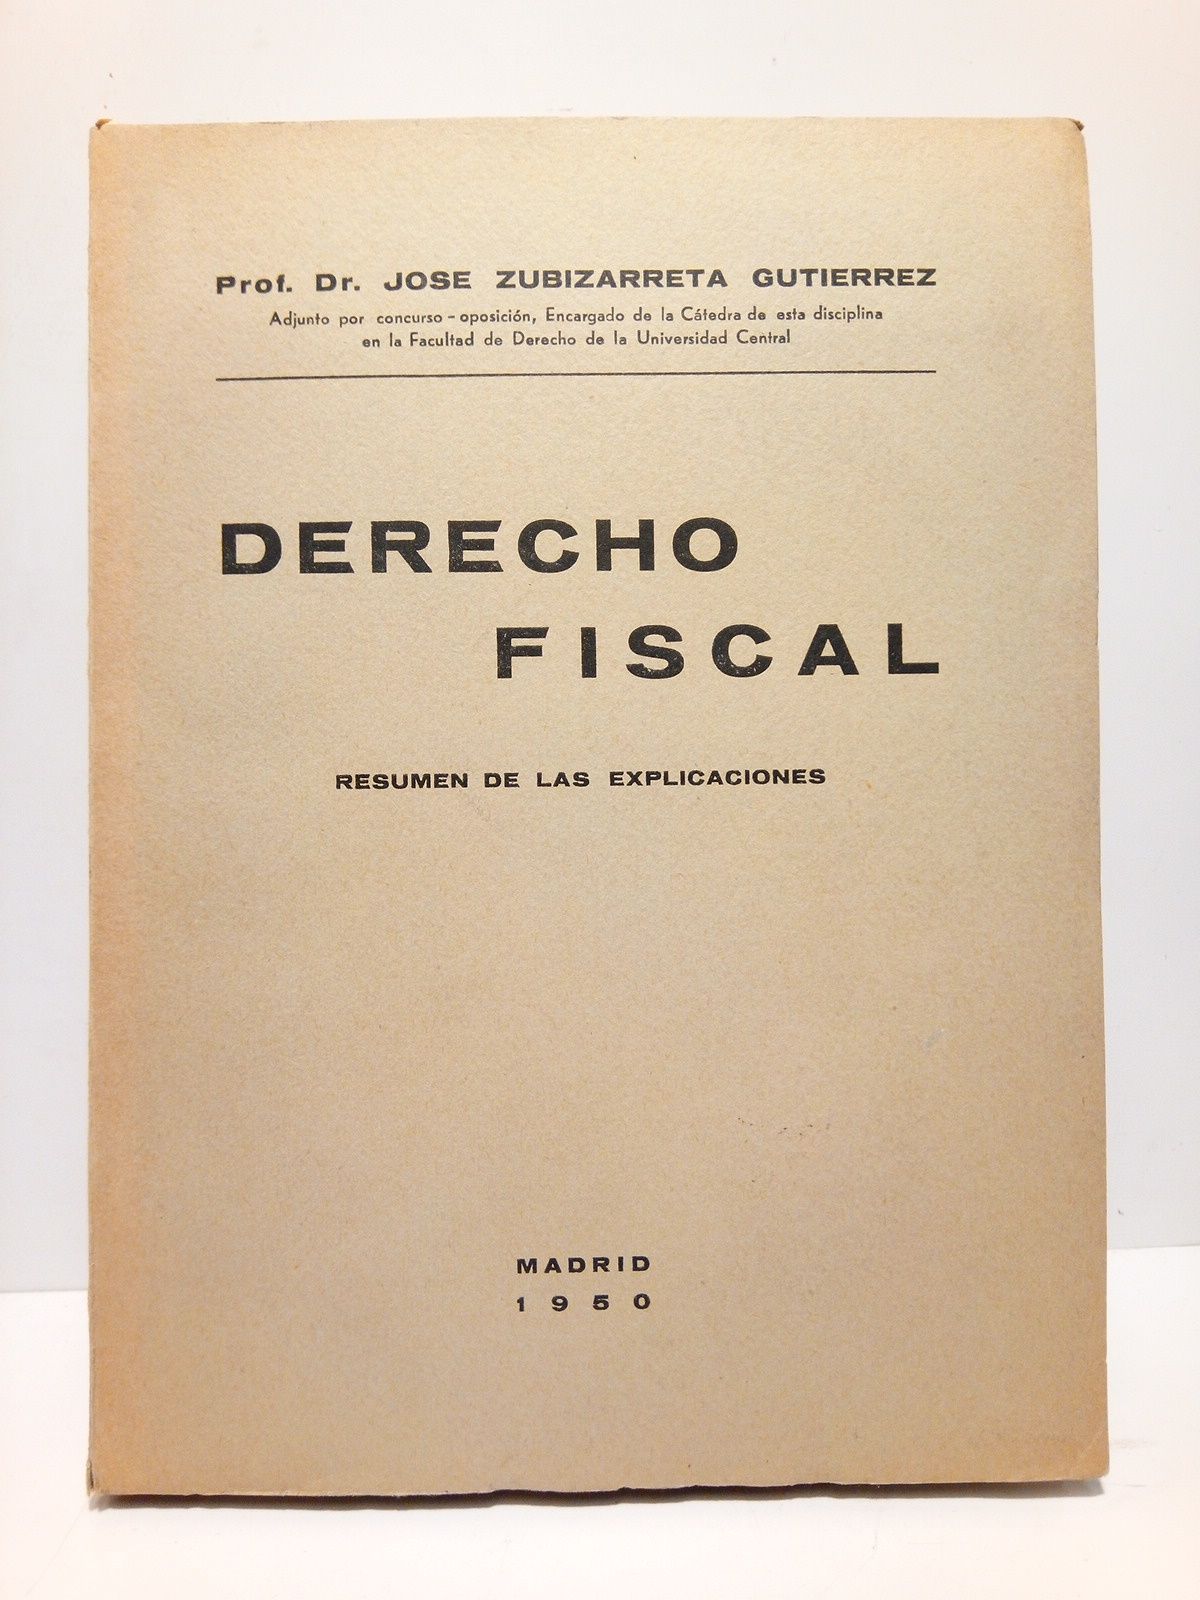 Prof. Dr. JOSE ZUBIZARRETA GUTIERREZ
Adjunto por concurso-oposición, Encargado de la Cátedra de esta disciplina
en la Facultad de Derecho de la Universidad Central
DERECHO
FISCAL
RESUMEN DE LAS EXPLICACIONES
MADRID
1950